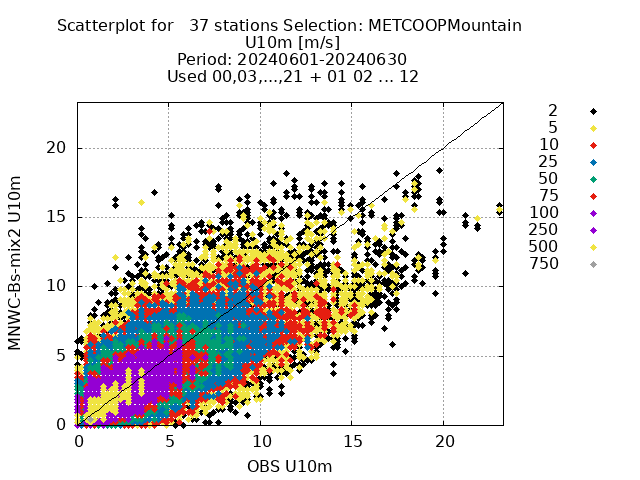 Scatterplot for   37 stations Selection: METCOOPMountain
U10m [m/s]
Period: 20240601-20240630
Used 00,03,...,21 + 01 02 ... 12
MNWC-Bs-mix2 U10m
20
15
10
5
0
0 5 10 15 20
OBS U10m
2
5
10
25
50
75
100
250
500
750